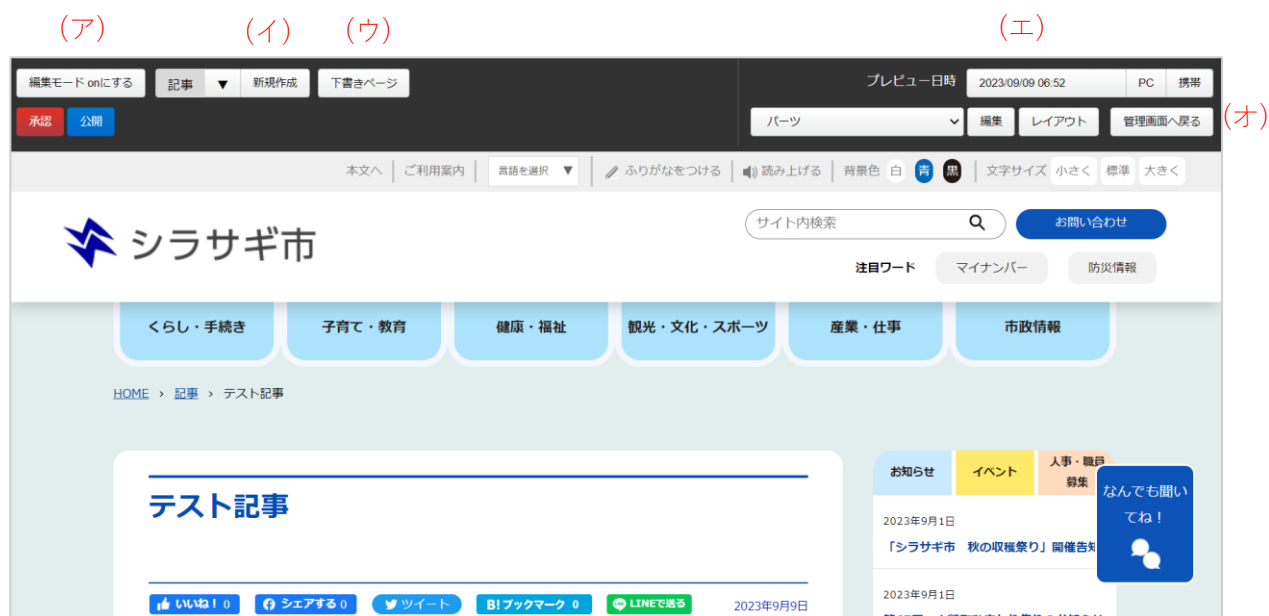 (ア) (イ) (ウ) (エ)
編集モード onにする 記事 ▼ 新規作成 下書きページ プレビュー日時 2023/09/09 06:52 PC 携帯
承認 公開 パーツ 編集 レイアウト 管理画面へ戻る (オ)
本文へ ご利用案内 言語を選択 ▼ ふりがなをつける 読み上げる 背景色 白 青 黒 文字サイズ 小さく 標準 大きく
シラサギ市 サイト内検索 お問い合わせ
注目ワード マイナンバー 防災情報
くらし・手続き 子育て・教育 健康・福祉 観光・文化・スポーツ 産業・仕事 市政情報
HOME › 記事 › テスト記事
お知らせ イベント 人事・職員
募集
なんでも聞い
てね！
テスト記事
2023年9月1日
「シラサギ市 秋の収穫祭り」開催告知
2023年9月1日
いいね！ 0 シェアする 0 ツイート B!ブックマーク 0 LINEで送る 2023年9月9日